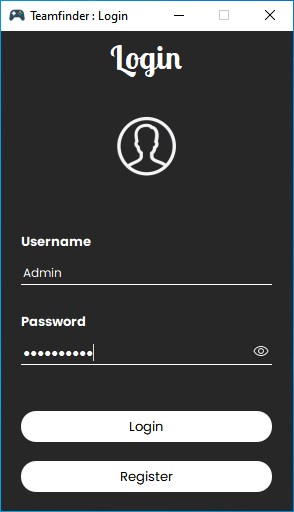 Teamfinder : Login
Login
Username
Admin
Password
••••••••••
Login
Register